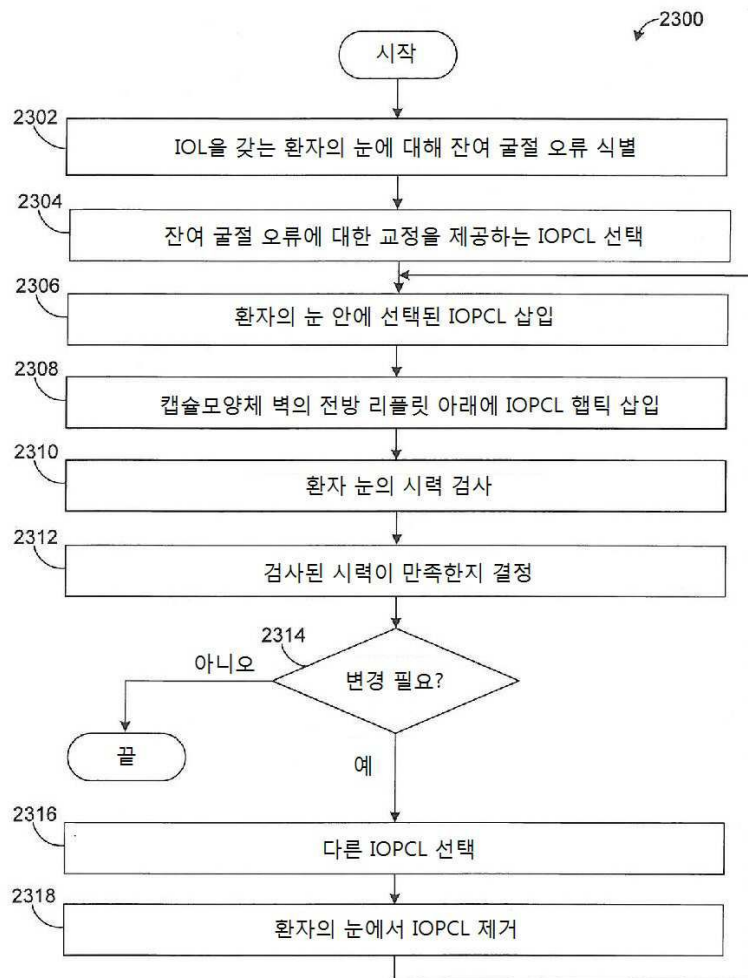 2300
시작
2302
IOL을 갖는 환자의 눈에 대해 잔여 굴절 오류 식별
2304
잔여 굴절 오류에 대한 교정을 제공하는 IOPCL 선택
2306
환자의 눈 안에 선택된 IOPCL 삽입
2308
캡슐모양체 벽의 전방 리플릿 아래에 IOPCL 햅틱 삽입
2310
환자 눈의 시력 검사
2312
검사된 시력이 만족한지 결정
2314
변경 필요?
아니오
끝
예
2316
다른 IOPCL 선택
2318
환자의 눈에서 IOPCL 제거